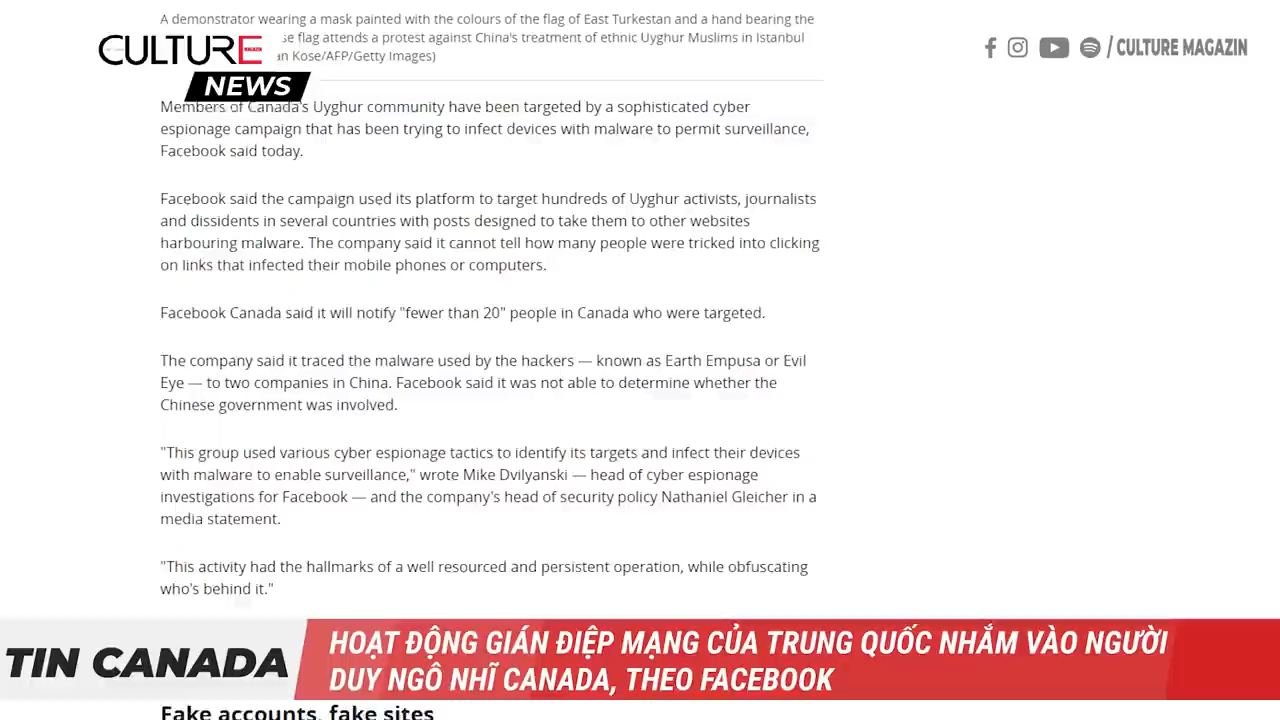 A demonstrator wearing a mask painted with the colours of the flag of East Turkestan and a hand bearing the
se flag attends a protest against China's treatment of ethnic Uyghur Muslims in Istanbul
an Kose/AFP/Getty Images)
CULTURE
NEWS
/ CULTURE MAGAZIN
Members of Canada's Uyghur community have been targeted by a sophisticated cyber
espionage campaign that has been trying to infect devices with malware to permit surveillance,
Facebook said today.
Facebook said the campaign used its platform to target hundreds of Uyghur activists, journalists
and dissidents in several countries with posts designed to take them to other websites
harbouring malware. The company said it cannot tell how many people were tricked into clicking
on links that infected their mobile phones or computers.
Facebook Canada said it will notify "fewer than 20" people in Canada who were targeted.
The company said it traced the malware used by the hackers — known as Earth Empusa or Evil
Eye — to two companies in China. Facebook said it was not able to determine whether the
Chinese government was involved.
"This group used various cyber espionage tactics to identify its targets and infect their devices
with malware to enable surveillance," wrote Mike Dvilyanski — head of cyber espionage
investigations for Facebook — and the company's head of security policy Nathaniel Gleicher in a
media statement.
"This activity had the hallmarks of a well resourced and persistent operation, while obfuscating
who's behind it."
TIN CANADA
HOẠT ĐỘNG GIÁN ĐIỆP MẠNG CỦA TRUNG QUỐC NHẮM VÀO NGƯỜI
DUY NGÔ NHĨ CANADA, THEO FACEBOOK
Fake accounts, fake sites